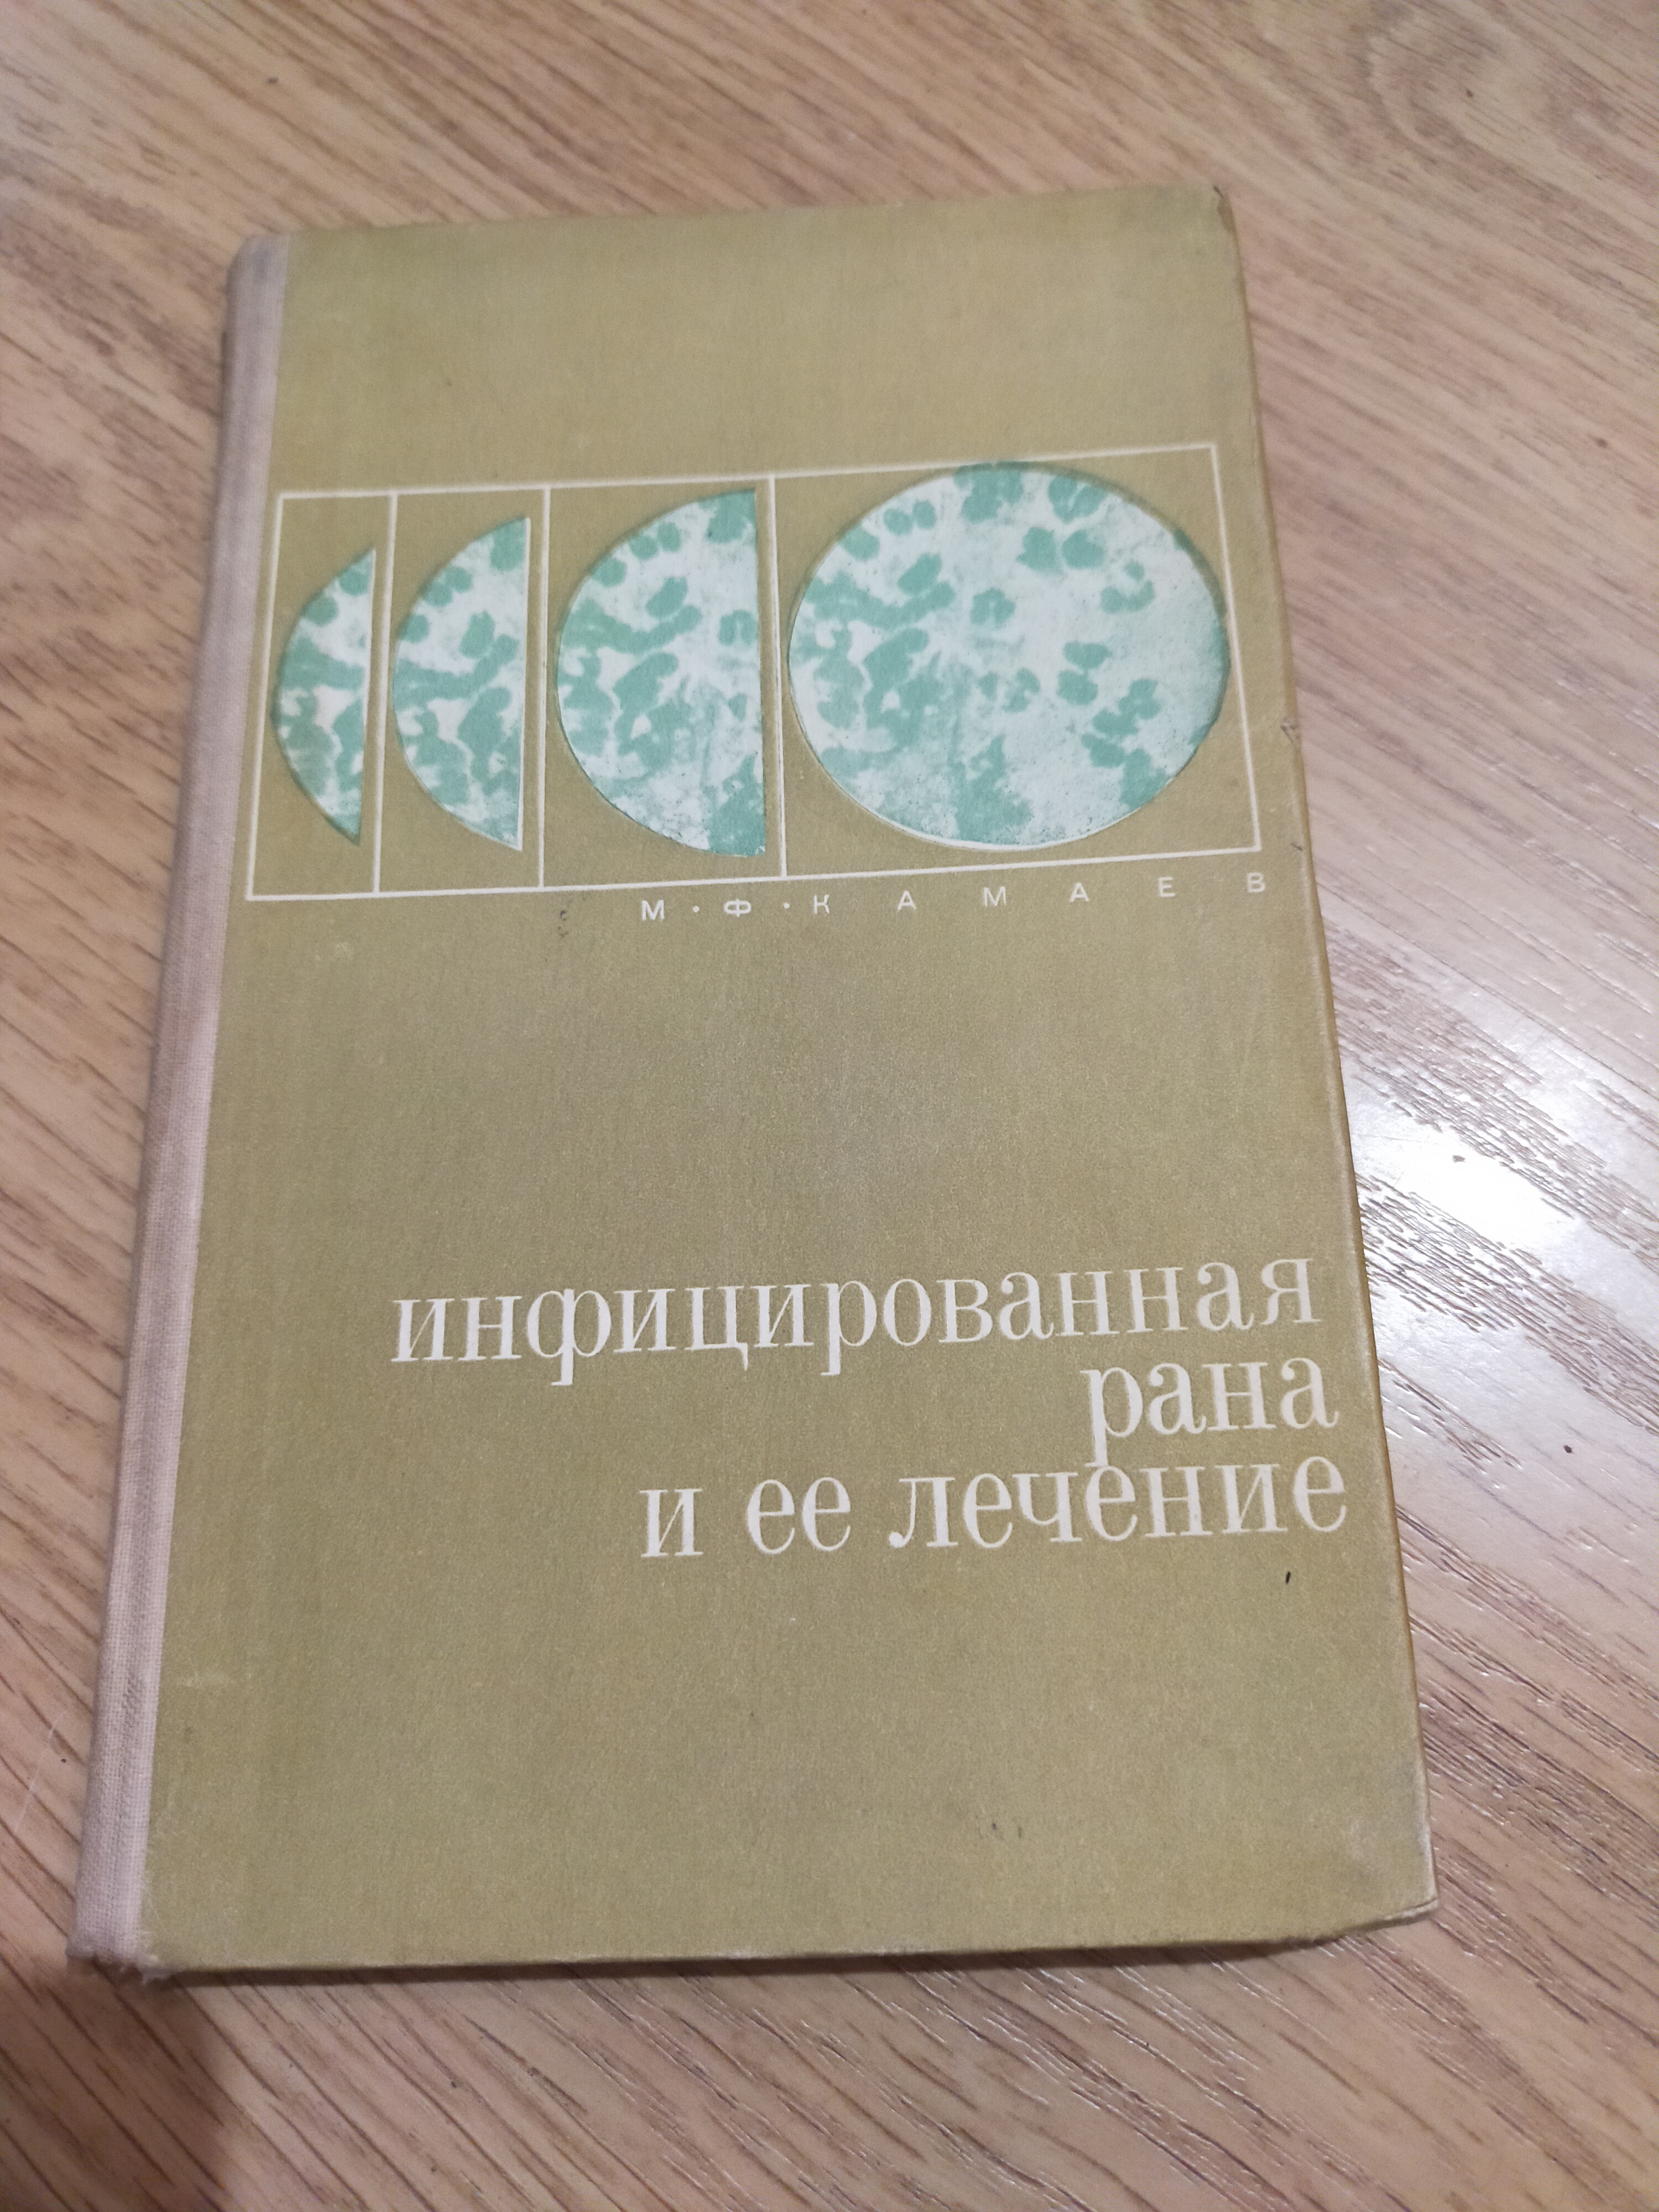 М·Ф·КАМАЕВ
инфицированная
рана
и ее лечение